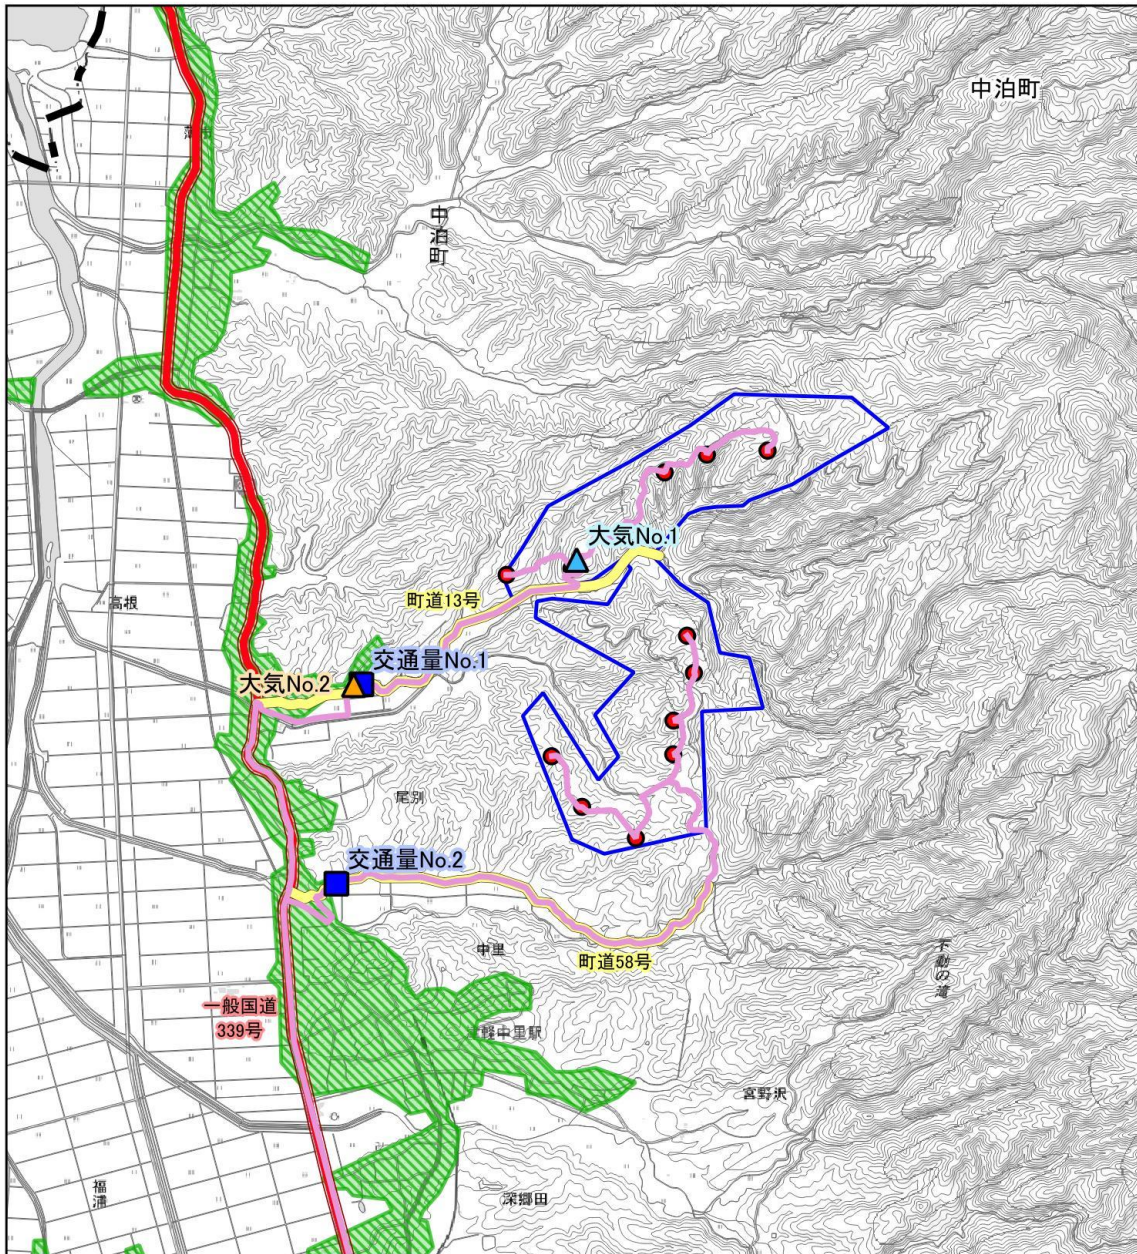 中泊町
中泊町
大気No.1
町道13号
高根
交通量No.1
大気No.2
尾別
交通量No.2
中里
町道58号
不動の滝
一般国道
339号
津軽中里駅
宮野沢
福浦
深郷田